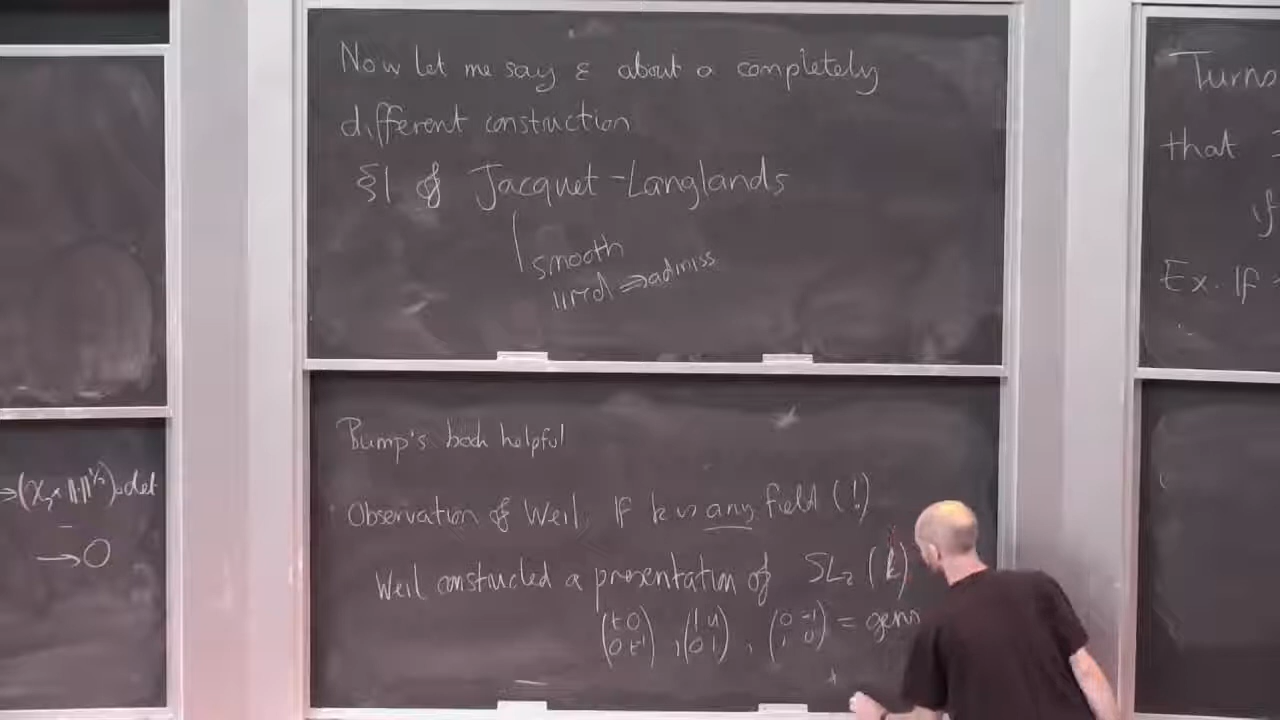 →(χ₂·‖·‖^{1/2})∘det
→0
Now let me say ε about a completely
different construction
§1 of Jacquet-Langlands
smooth
irred ⇒ admiss
Bump's book helpful
Observation of Weil. If k is any field (!)
Weil constructed a presentation of SL₂(k)
(t 0; 0 t⁻¹), (1 u; 0 1), (0 -1; 1 0) = gens
+
Turns
that
if
Ex. If